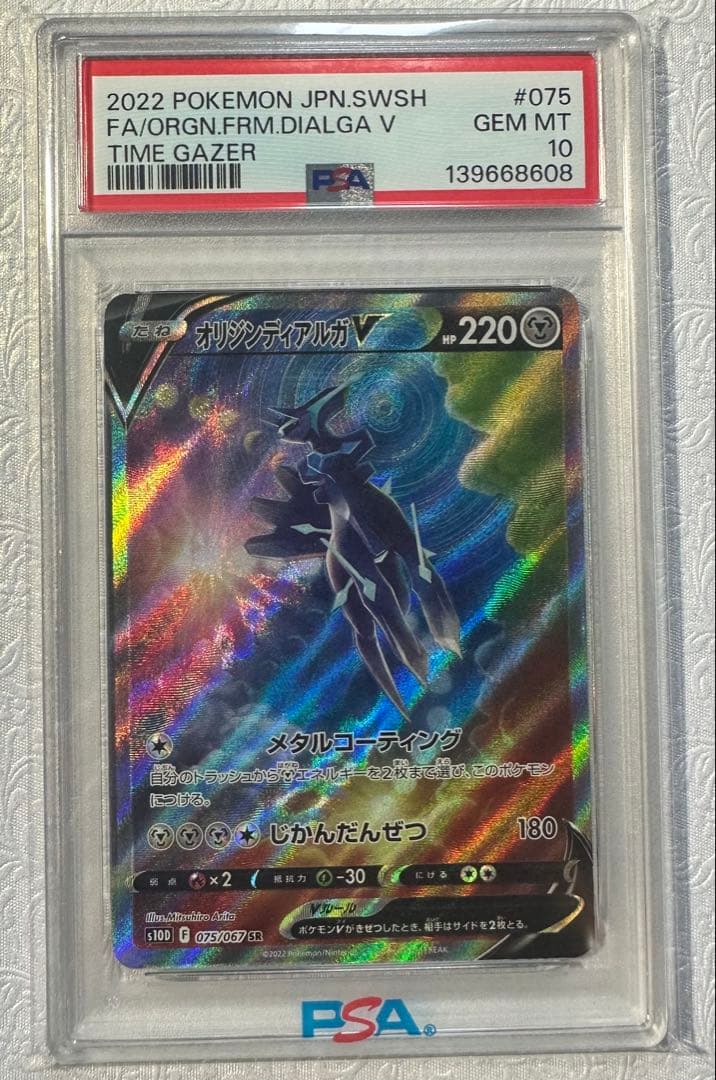 2022 POKEMON JPN.SWSH #075
FA/ORGN.FRM.DIALGA V GEM MT
TIME GAZER 10
PSA 139668608
たね オリジンディアルガV HP 220
メタルコーティング
自分のトラッシュからエネルギーを2枚まで選び、このポケモン
につける。
じかんだんぜつ 180
弱点 ×2 抵抗力 -30 にげる
Vルール
ポケモンVがきぜつしたとき、相手はサイドを2枚とる。
Illus. Mitsuhiro Arita
s10D F 075/067 SR
©2022 Pokémon/Ninten
PSA®